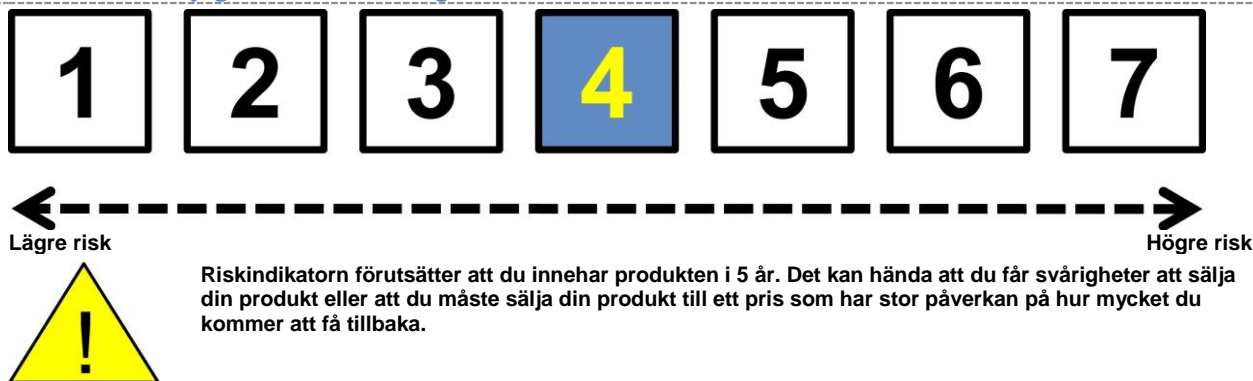 1 2 3 4 5 6 7
Lägre risk Högre risk
Riskindikatorn förutsätter att du innehar produkten i 5 år. Det kan hända att du får svårigheter att sälja
din produkt eller att du måste sälja din produkt till ett pris som har stor påverkan på hur mycket du
kommer att få tillbaka.
!